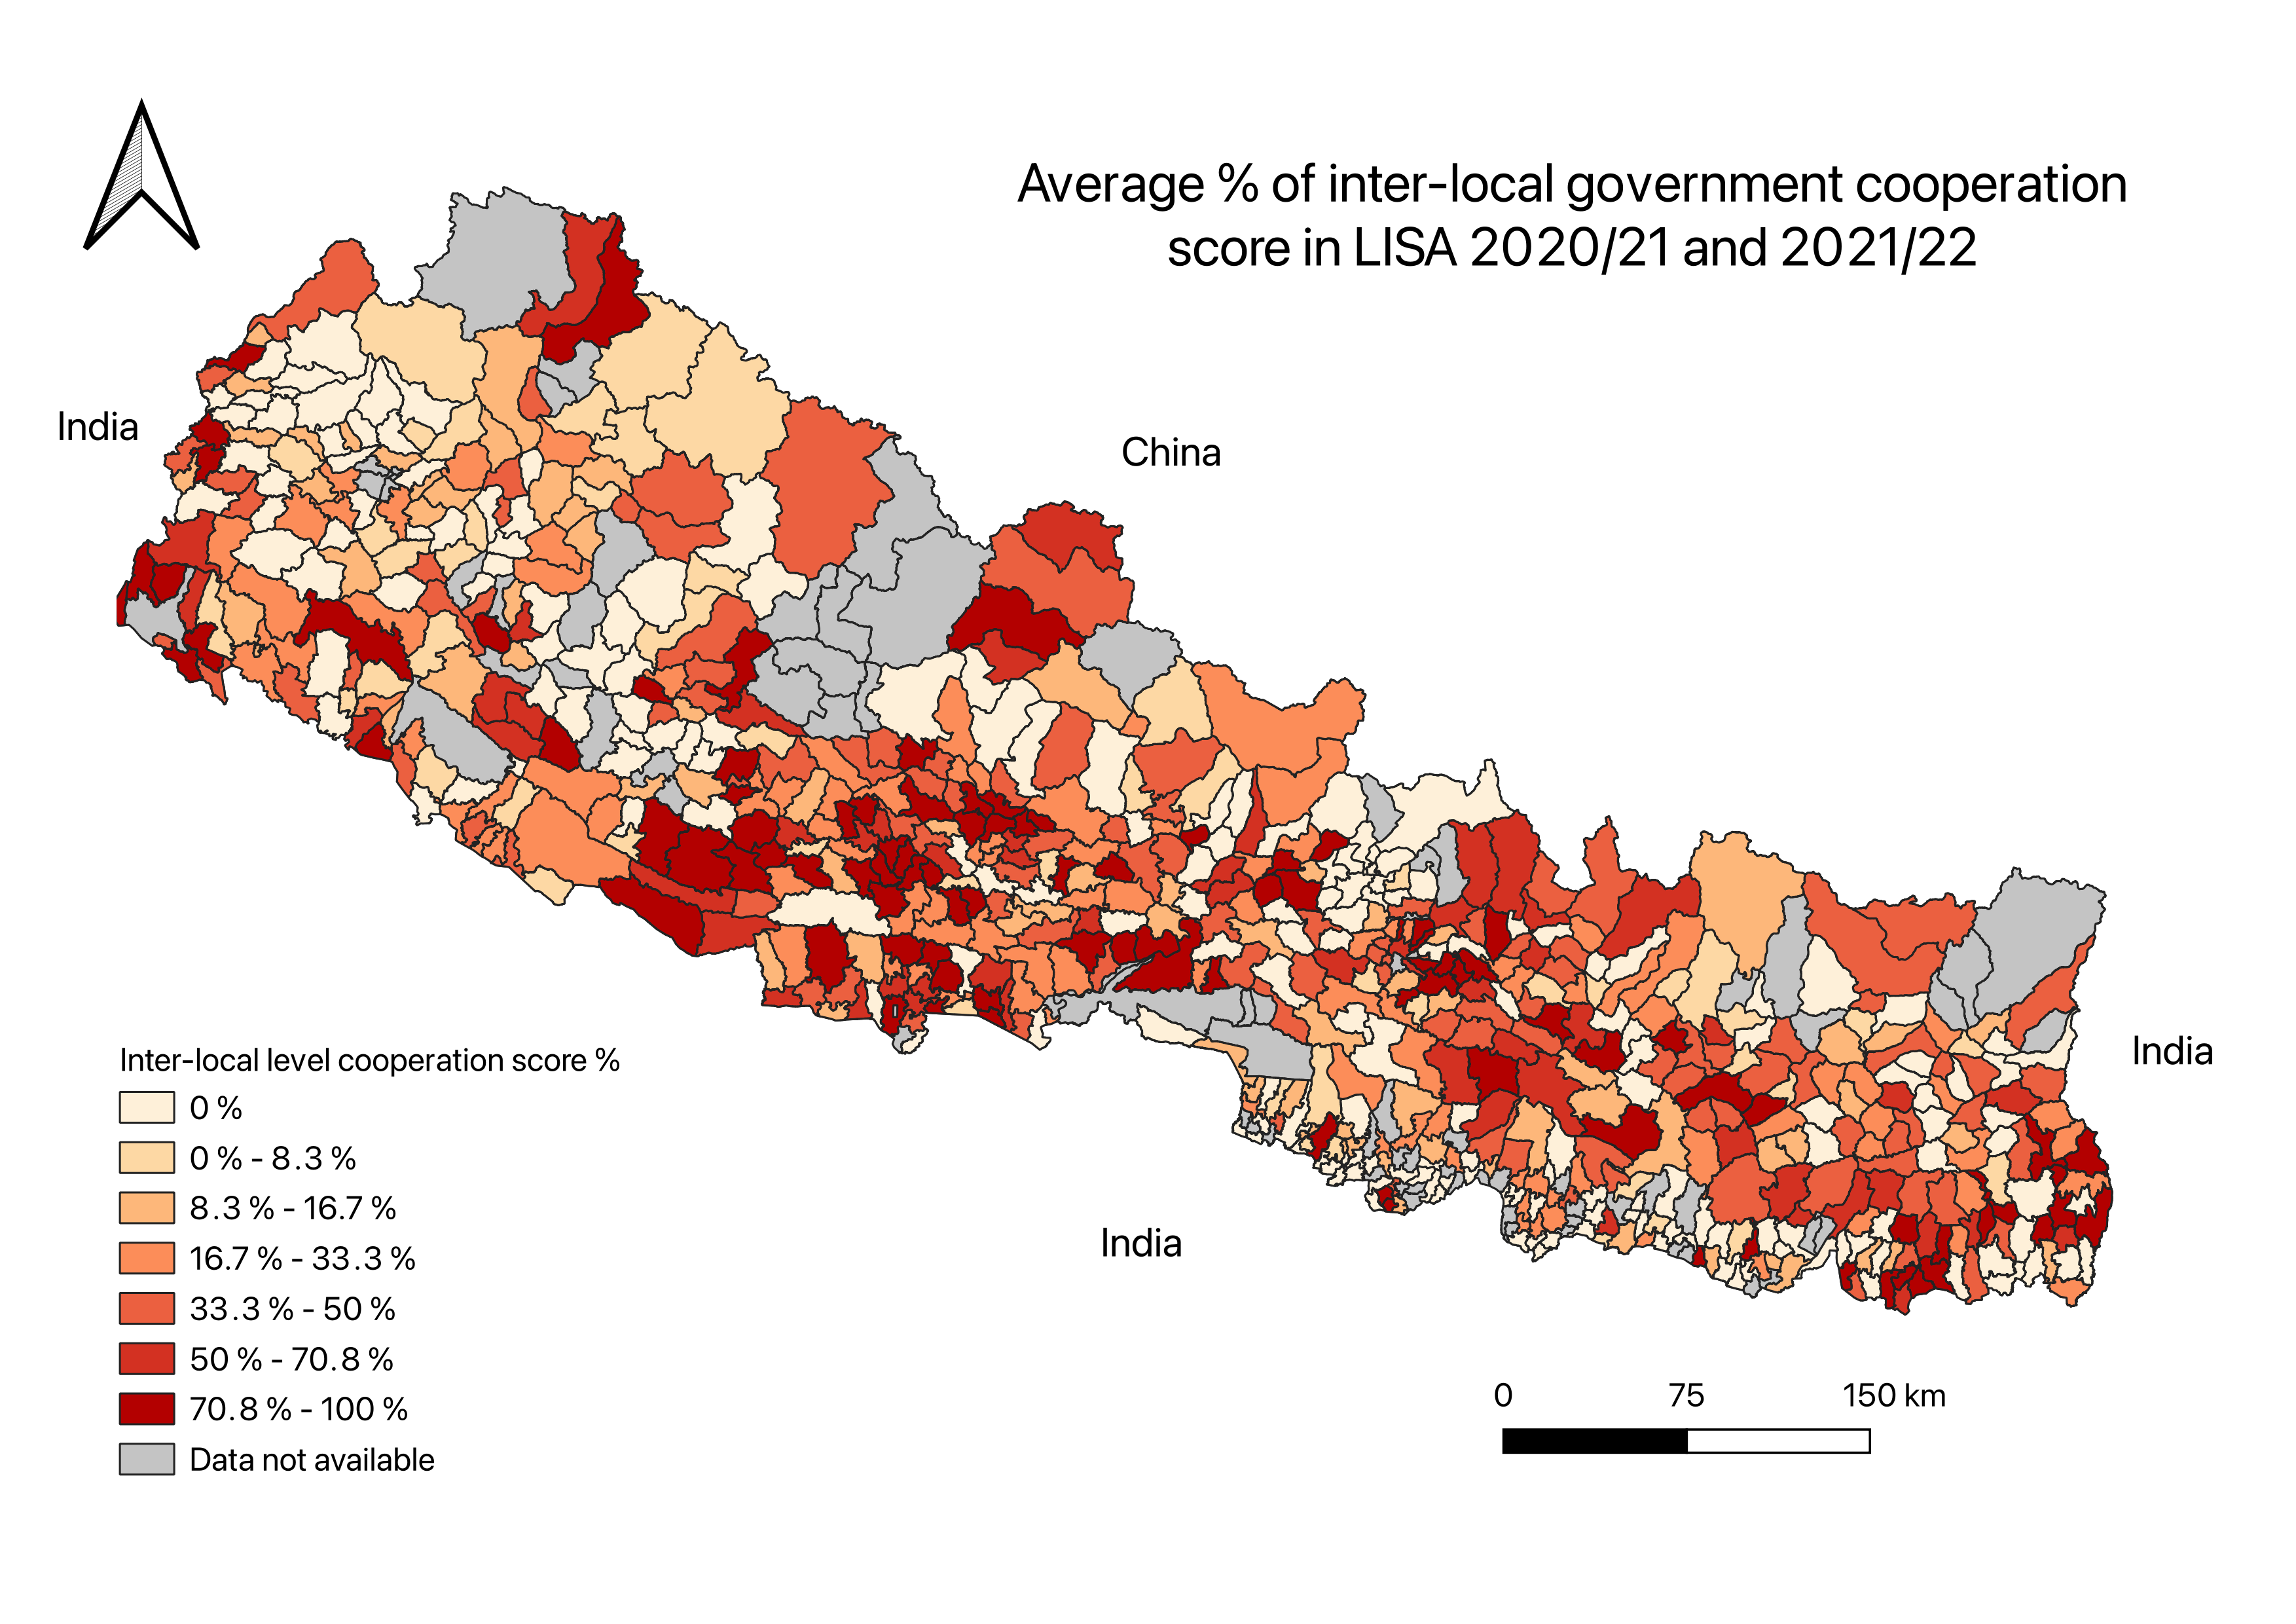 Average % of inter-local government cooperation
score in LISA 2020/21 and 2021/22
India
China
India
India
Inter-local level cooperation score %
0 %
0 % - 8.3 %
8.3 % - 16.7 %
16.7 % - 33.3 %
33.3 % - 50 %
50 % - 70.8 %
70.8 % - 100 %
Data not available
0 75 150 km